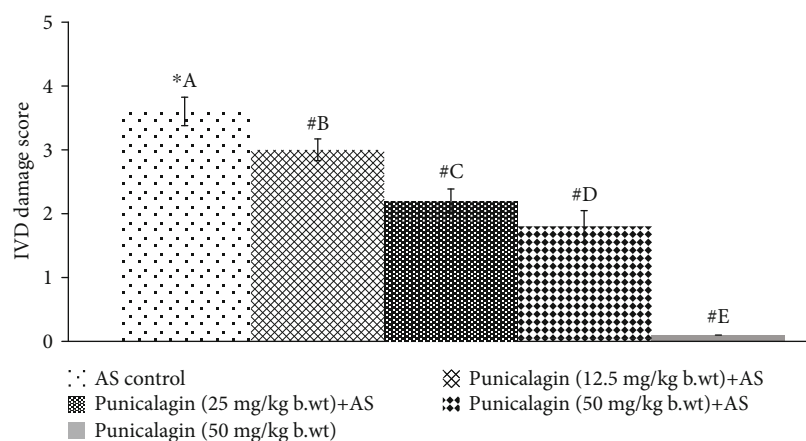 5
*A
4
#B
3
#C
#D
2
1
#E
0
IVD damage score
AS control
Punicalagin (12.5 mg/kg b.wt)+AS
Punicalagin (25 mg/kg b.wt)+AS
Punicalagin (50 mg/kg b.wt)+AS
Punicalagin (50 mg/kg b.wt)